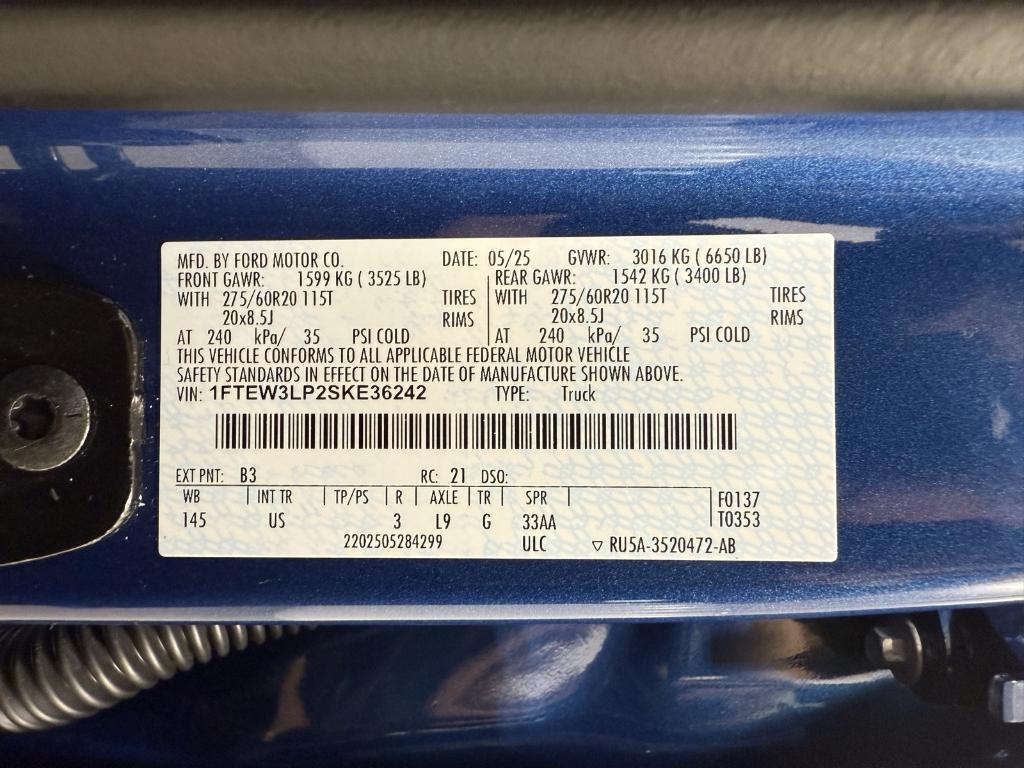 MFD. BY FORD MOTOR CO. DATE: 05/25 GVWR: 3016 KG ( 6650 LB)
FRONT GAWR: 1599 KG ( 3525 LB) REAR GAWR: 1542 KG ( 3400 LB)
WITH 275/60R20 115T TIRES WITH 275/60R20 115T TIRES
20x8.5J RIMS 20x8.5J RIMS
AT 240 kPa/ 35 PSI COLD AT 240 kPa/ 35 PSI COLD
THIS VEHICLE CONFORMS TO ALL APPLICABLE FEDERAL MOTOR VEHICLE
SAFETY STANDARDS IN EFFECT ON THE DATE OF MANUFACTURE SHOWN ABOVE.
VIN: 1FTEW3LP2SKE36242 TYPE: Truck
EXT PNT: B3 RC: 21 DSO:
WB INT TR TP/PS R AXLE TR SPR F0137
145 US 3 L9 G 33AA T0353
2202505284299 ULC ▽ RU5A-3520472-AB